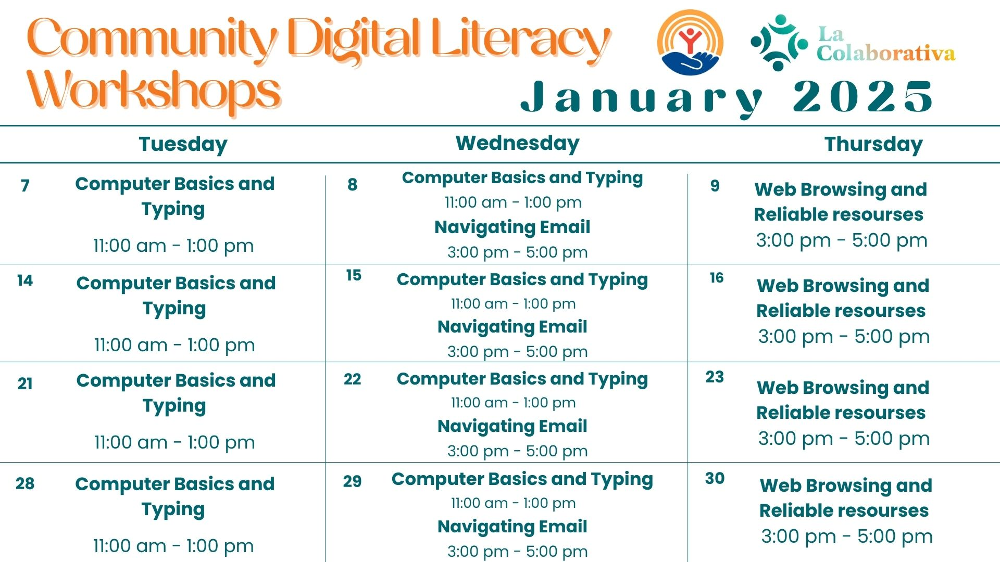 Community Digital Literacy
Workshops
La
Colaborativa
January 2025
Tuesday
Wednesday
Thursday
7
Computer Basics and
Typing
11:00 am - 1:00 pm
8
Computer Basics and Typing
11:00 am - 1:00 pm
Navigating Email
3:00 pm - 5:00 pm
9
Web Browsing and
Reliable resourses
3:00 pm - 5:00 pm
14
Computer Basics and
Typing
11:00 am - 1:00 pm
15
Computer Basics and Typing
11:00 am - 1:00 pm
Navigating Email
3:00 pm - 5:00 pm
16
Web Browsing and
Reliable resourses
3:00 pm - 5:00 pm
21
Computer Basics and
Typing
11:00 am - 1:00 pm
22
Computer Basics and Typing
11:00 am - 1:00 pm
Navigating Email
3:00 pm - 5:00 pm
23
Web Browsing and
Reliable resourses
3:00 pm - 5:00 pm
28
Computer Basics and
Typing
11:00 am - 1:00 pm
29
Computer Basics and Typing
11:00 am - 1:00 pm
Navigating Email
3:00 pm - 5:00 pm
30
Web Browsing and
Reliable resourses
3:00 pm - 5:00 pm